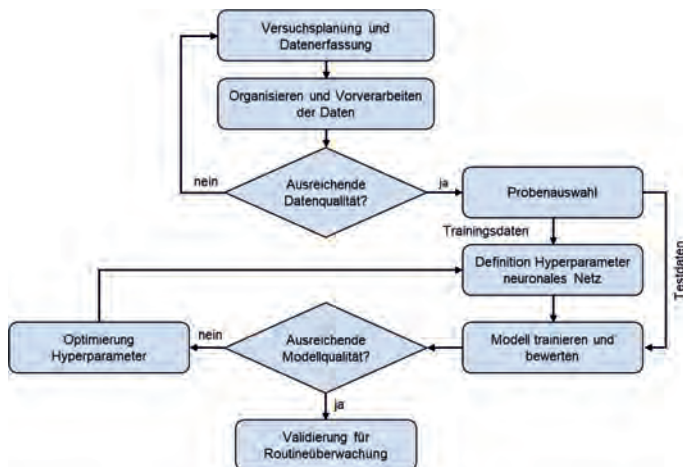 Versuchsplanung und
Datenerfassung
Organisieren und Vorverarbeiten
der Daten
nein
Ausreichende
Datenqualität?
ja
Probenauswahl
Trainingsdaten
Testdaten
Definition Hyperparameter
neuronales Netz
Optimierung
Hyperparameter
nein
Ausreichende
Modellqualität?
Modell trainieren und
bewerten
ja
Validierung für
Routineüberwachung